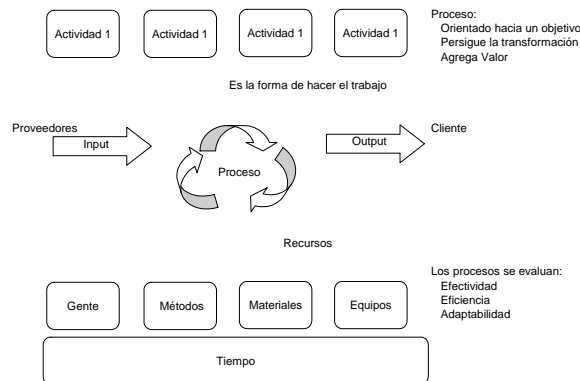 Actividad 1
Actividad 1
Actividad 1
Actividad 1
Proceso:
Orientado hacia un objetivo
Persigue la transformación
Agrega Valor
Es la forma de hacer el trabajo
Proveedores
Input
Proceso
Output
Cliente
Recursos
Gente
Métodos
Materiales
Equipos
Los procesos se evaluan:
Efectividad
Eficiencia
Adaptabilidad
Tiempo